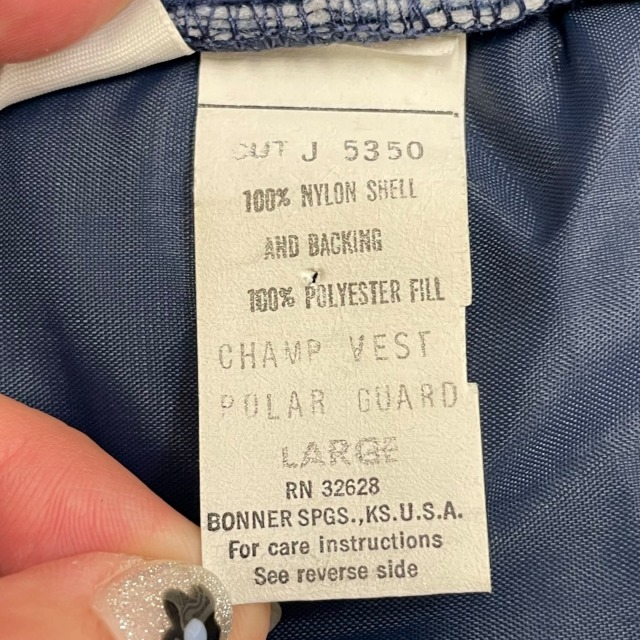 CUT J 5350
100% NYLON SHELL
AND BACKING
100% POLYESTER FILL
CHAMP VEST
POLAR GUARD
LARGE
RN 32628
BONNER SPGS.,KS.U.S.A.
For care instructions
See reverse side